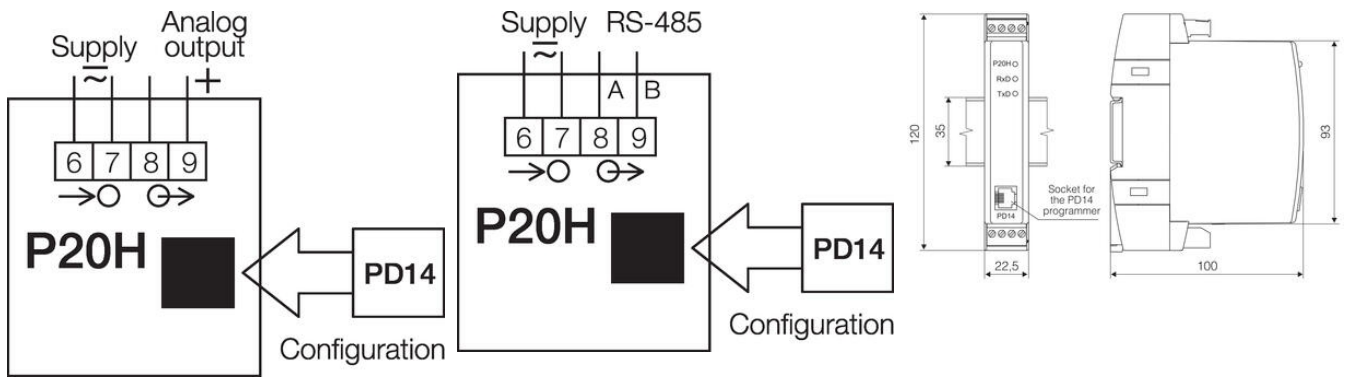 Supply
Analog
output
+
6 7 8 9
P20H
PD14
Configuration
Supply RS-485
A B
6 7 8 9
P20H
PD14
Configuration
120
35
P20H
RxD
TxD
Socket for
the PD14
programmer
PD14
22,5
93
100